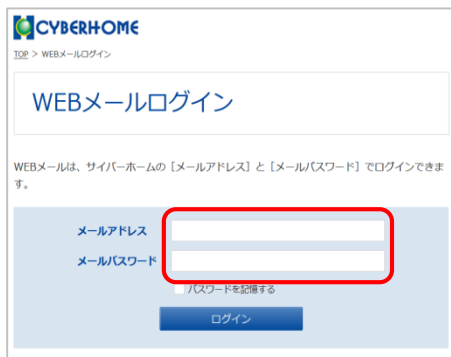 CYBERHOME
TOP > WEBメールログイン
WEBメールログイン
WEBメールは、サイバーホームの［メールアドレス］と［メールパスワード］でログインできま
す。
メールアドレス
メールパスワード
パスワードを記憶する
ログイン